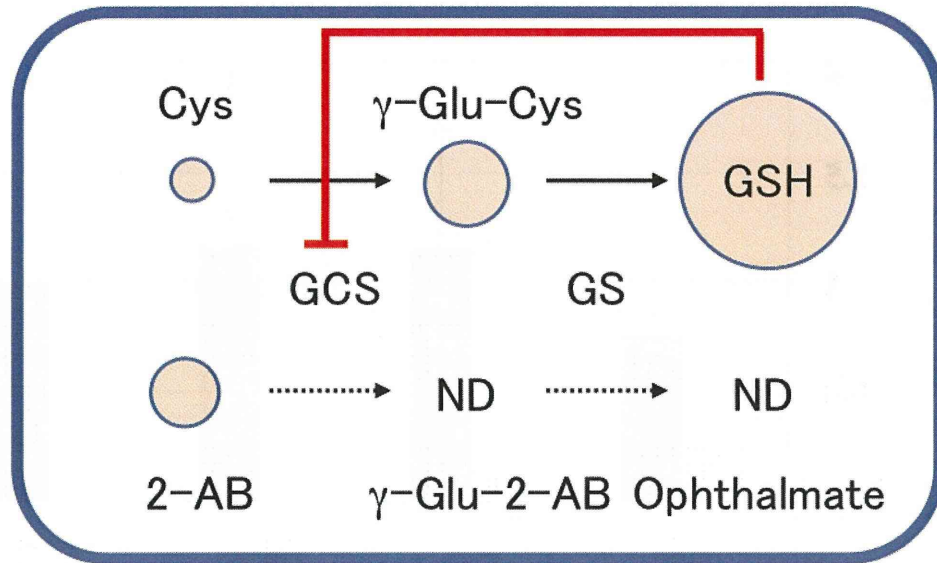 Cys
γ-Glu-Cys
GSH
GCS
GS
ND
ND
2-AB
γ-Glu-2-AB
Ophthalmate